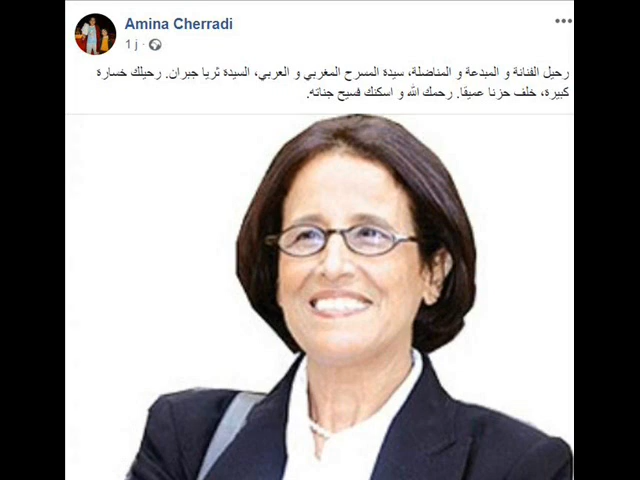 Amina Cherradi
1 j
رحيل الفنانة و المبدعة و المناضلة، سيدة المسرح المغربي و العربي، السيدة ثريا جبران. رحيلك خسارة
كبيرة، خلف حزنا عميقا. رحمك الله و اسكنك فسيح جناته.